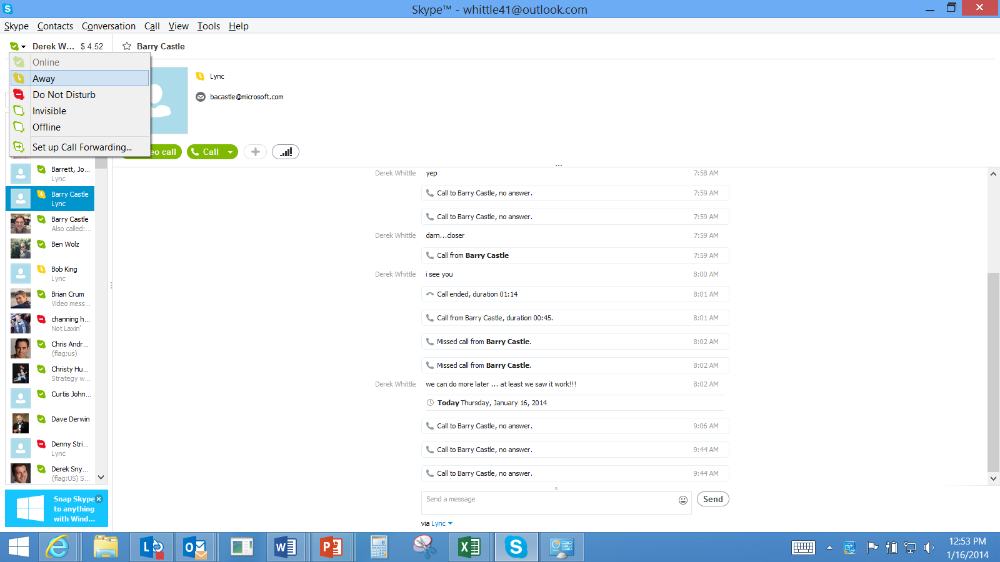 Skype™ - whittle41@outlook.com
Skype Contacts Conversation Call View Tools Help
Derek W... $ 4.52
Barry Castle
Online
Away
Do Not Disturb
Invisible
Offline
Set up Call Forwarding...
Lync
bacastle@microsoft.com
eo call
Call
Barrett, Jo...
Lync
Barry Castle
Lync
Barry Castle
Also called:...
Ben Wolz
Bob King
Lync
Brian Crum
Video mess...
channing h...
Not Laxin'
Chris Andr...
(flag:us)
Christy Hu...
Strategy w...
Curtis John...
Dave Derwin
Denny Stri...
Lync
Derek Sny...
(flag:US) S...
Snap Skype
to anything
with Wind...
Derek Whittle yep 7:58 AM
Call to Barry Castle, no answer. 7:59 AM
Call to Barry Castle, no answer. 7:59 AM
Derek Whittle darn...closer 7:59 AM
Call from Barry Castle 7:59 AM
Derek Whittle i see you 8:00 AM
Call ended, duration 01:14 8:01 AM
Call from Barry Castle, duration 00:45. 8:01 AM
Missed call from Barry Castle. 8:02 AM
Missed call from Barry Castle. 8:02 AM
Derek Whittle we can do more later ... at least we saw it work!!! 8:02 AM
Today Thursday, January 16, 2014
Call to Barry Castle, no answer. 9:06 AM
Call to Barry Castle, no answer. 9:44 AM
Call to Barry Castle, no answer. 9:44 AM
Send a message
Send
via Lync
12:53 PM
1/16/2014